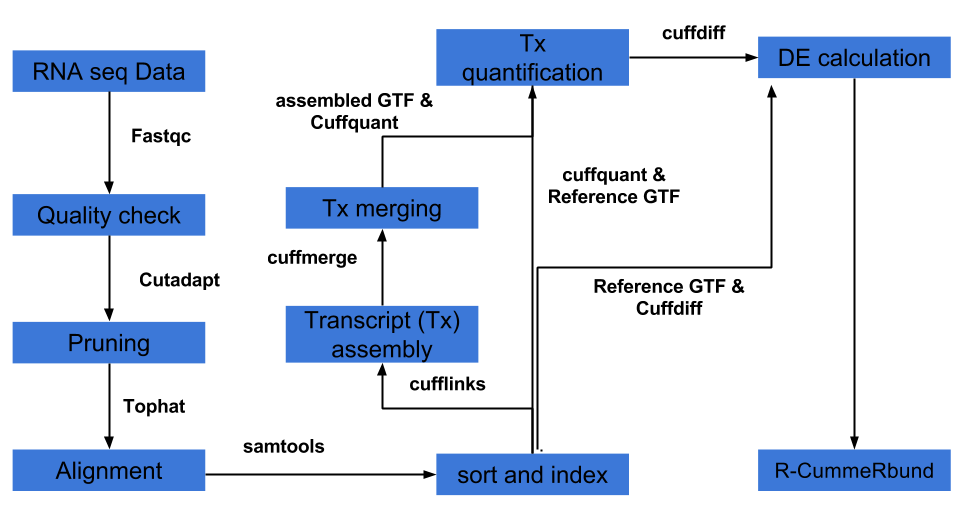 RNA seq Data
Fastqc
Quality check
Cutadapt
Pruning
Tophat
Alignment
samtools
sort and index
cufflinks
Transcript (Tx)
assembly
cuffmerge
Tx merging
assembled GTF &
Cuffquant
cuffquant &
Reference GTF
Tx
quantification
cuffdiff
Reference GTF &
Cuffdiff
DE calculation
R-CummeRbund